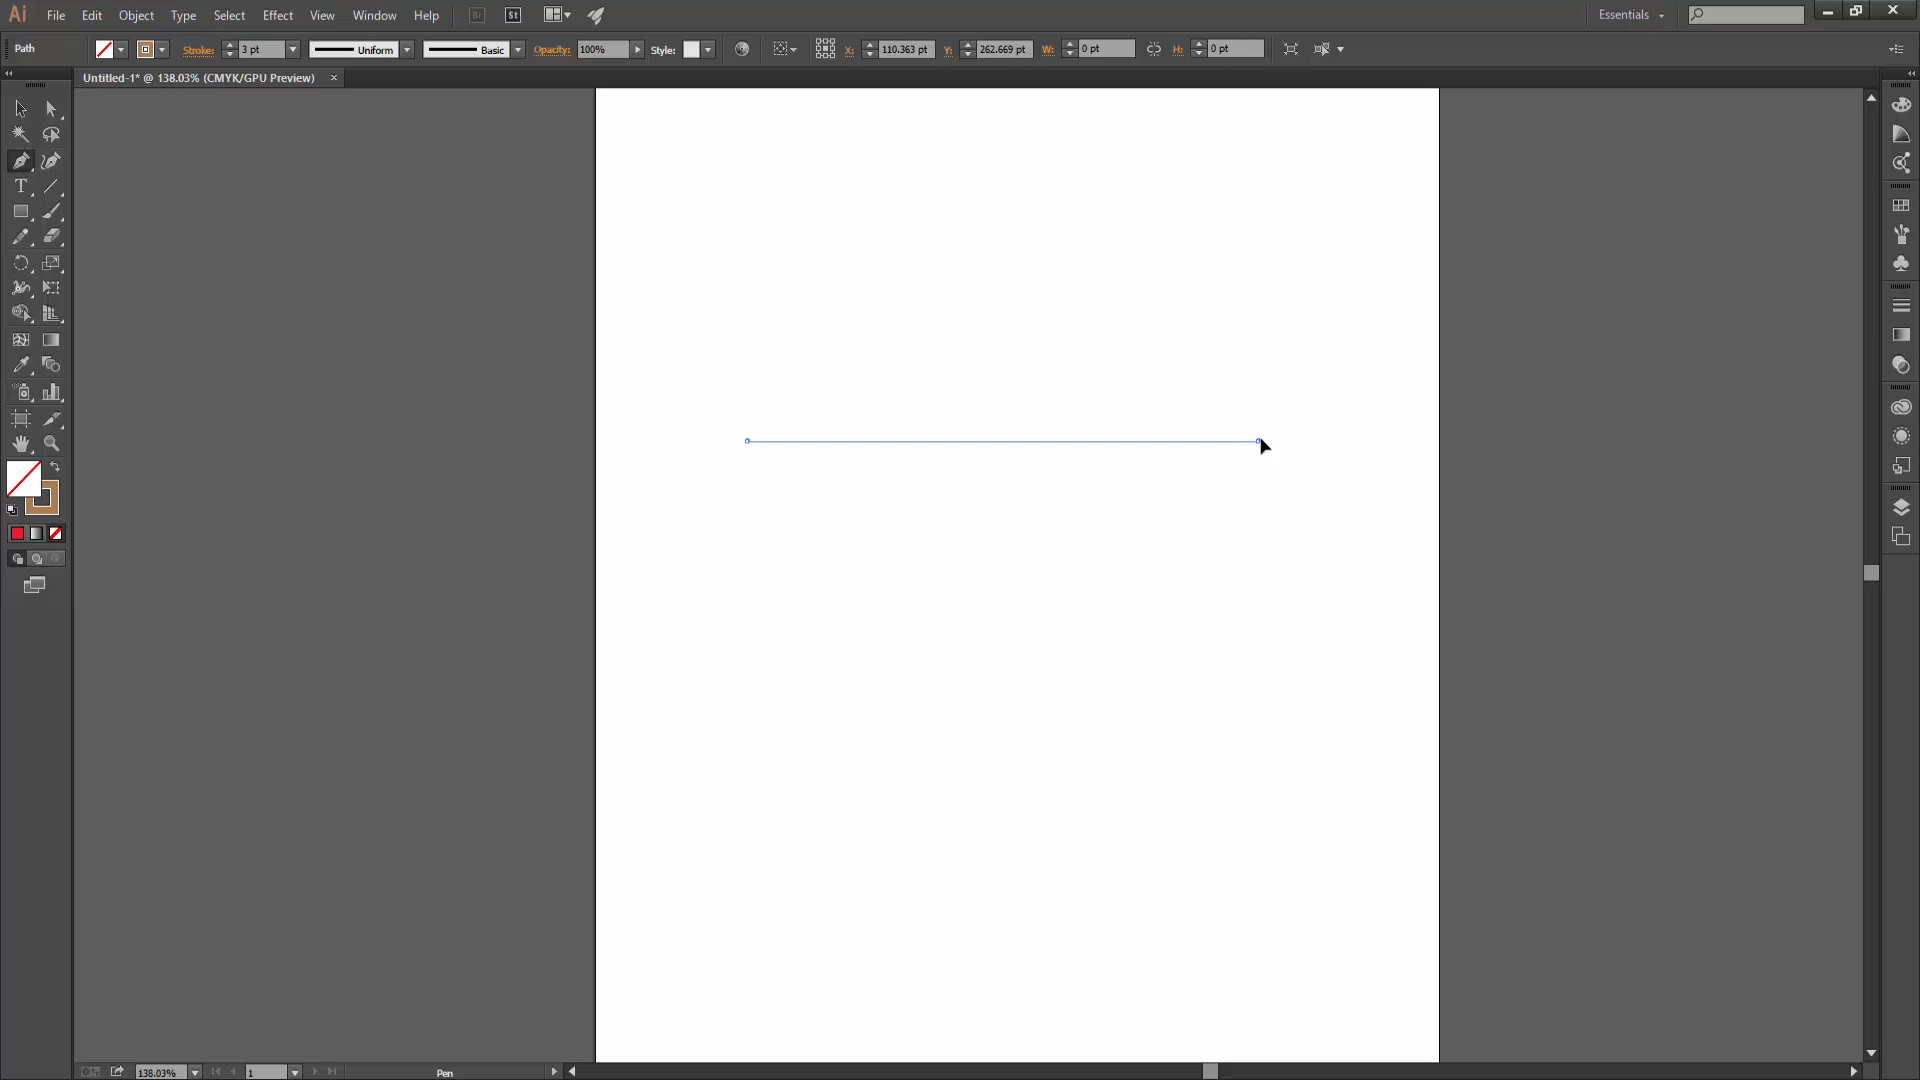 Ai File Edit Object Type Select Effect View Window Help Br St Essentials
Path Stroke: 3 pt Uniform Basic Opacity: 100% Style: X: 110.363 pt Y: 262.669 pt W: 0 pt H: 0 pt
Untitled-1* @ 138.03% (CMYK/GPU Preview) ×
T
138.03% 1 Pen